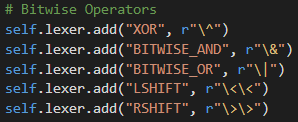 # Bitwise Operators
self.lexer.add("XOR", r"\^")
self.lexer.add("BITWISE_AND", r"\&")
self.lexer.add("BITWISE_OR", r"\|")
self.lexer.add("LSHIFT", r"\<\<")
self.lexer.add("RSHIFT", r"\>\>")